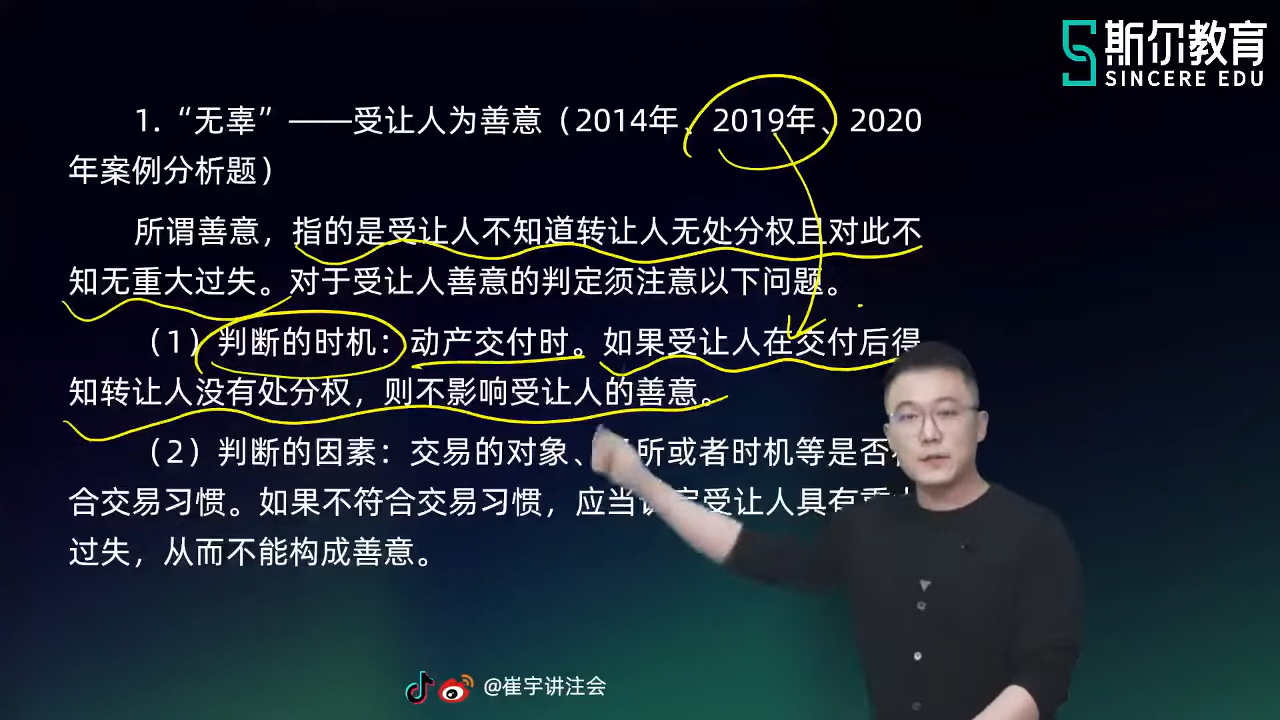 斯尔教育
SINCERE EDU
1. “无辜”——受让人为善意（2014年、2019年、2020
年案例分析题）
所谓善意，指的是受让人不知道转让人无处分权且对此不
知无重大过失。对于受让人善意的判定须注意以下问题。
（1）判断的时机：动产交付时。如果受让人在交付后得
知转让人没有处分权，则不影响受让人的善意。
（2）判断的因素：交易的对象、所或者时机等是否
合交易习惯。如果不符合交易习惯，应当认定受让人具有重大
过失，从而不能构成善意。
@崔宇讲注会